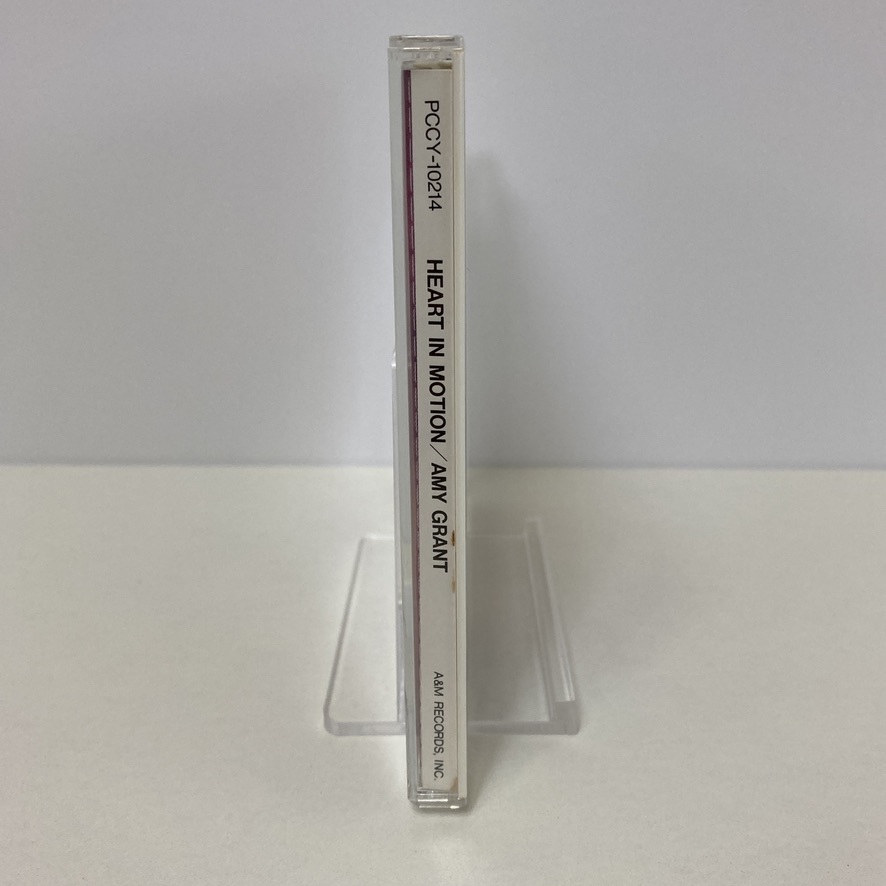 PCCY-10214 HEART IN MOTION／AMY GRANT A&M RECORDS, INC.